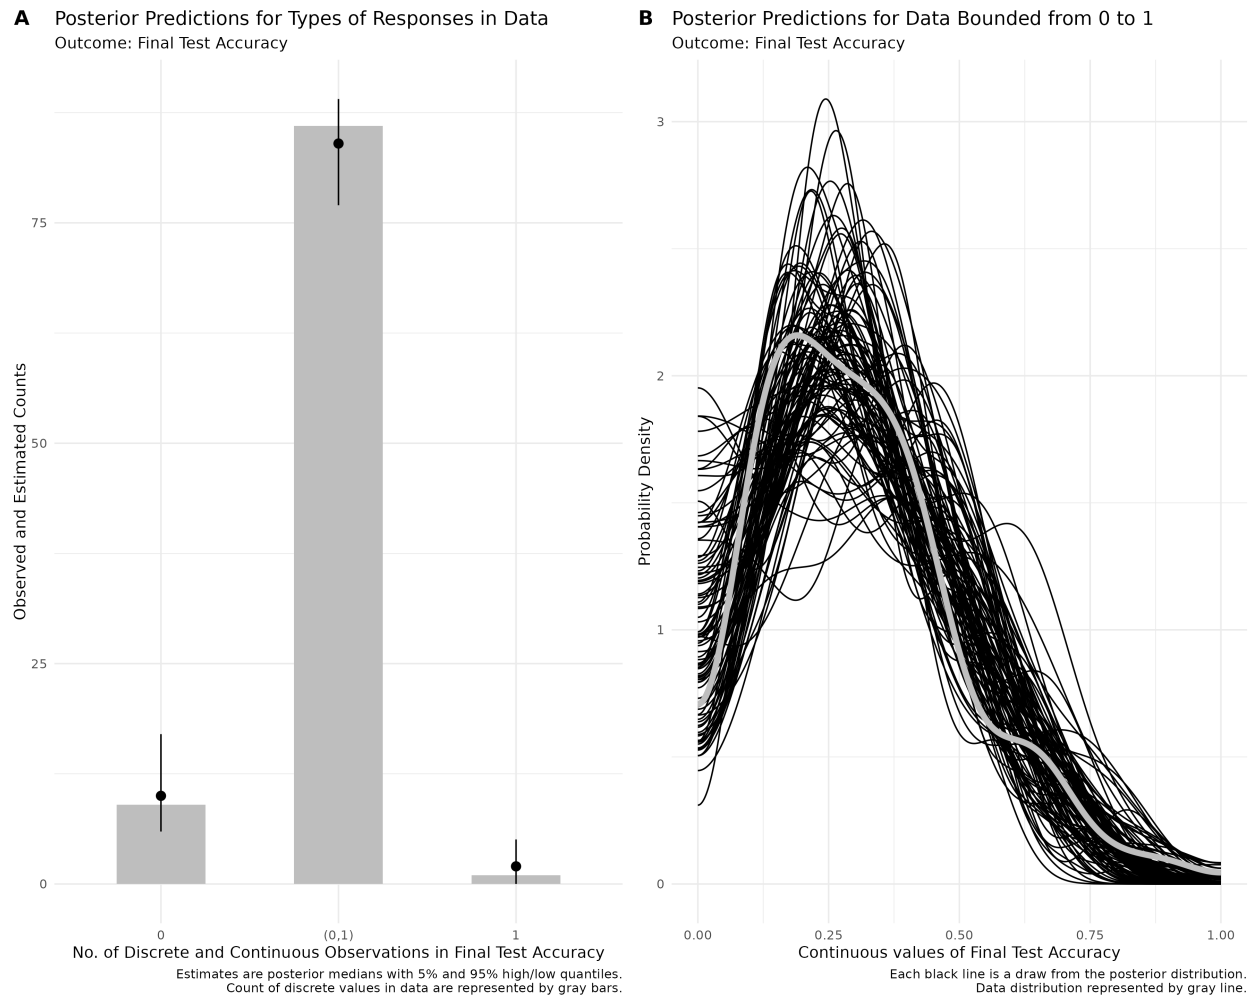 A
Posterior Predictions for Types of Responses in Data
Outcome: Final Test Accuracy
Observed and Estimated Counts
75
50
25
0
0
(0,1)
1
No. of Discrete and Continuous Observations in Final Test Accuracy
Estimates are posterior medians with 5% and 95% high/low quantiles.
Count of discrete values in data are represented by gray bars.
B
Posterior Predictions for Data Bounded from 0 to 1
Outcome: Final Test Accuracy
Probability Density
3
2
1
0
0.00
0.25
0.50
0.75
1.00
Continuous values of Final Test Accuracy
Each black line is a draw from the posterior distribution.
Data distribution represented by gray line.